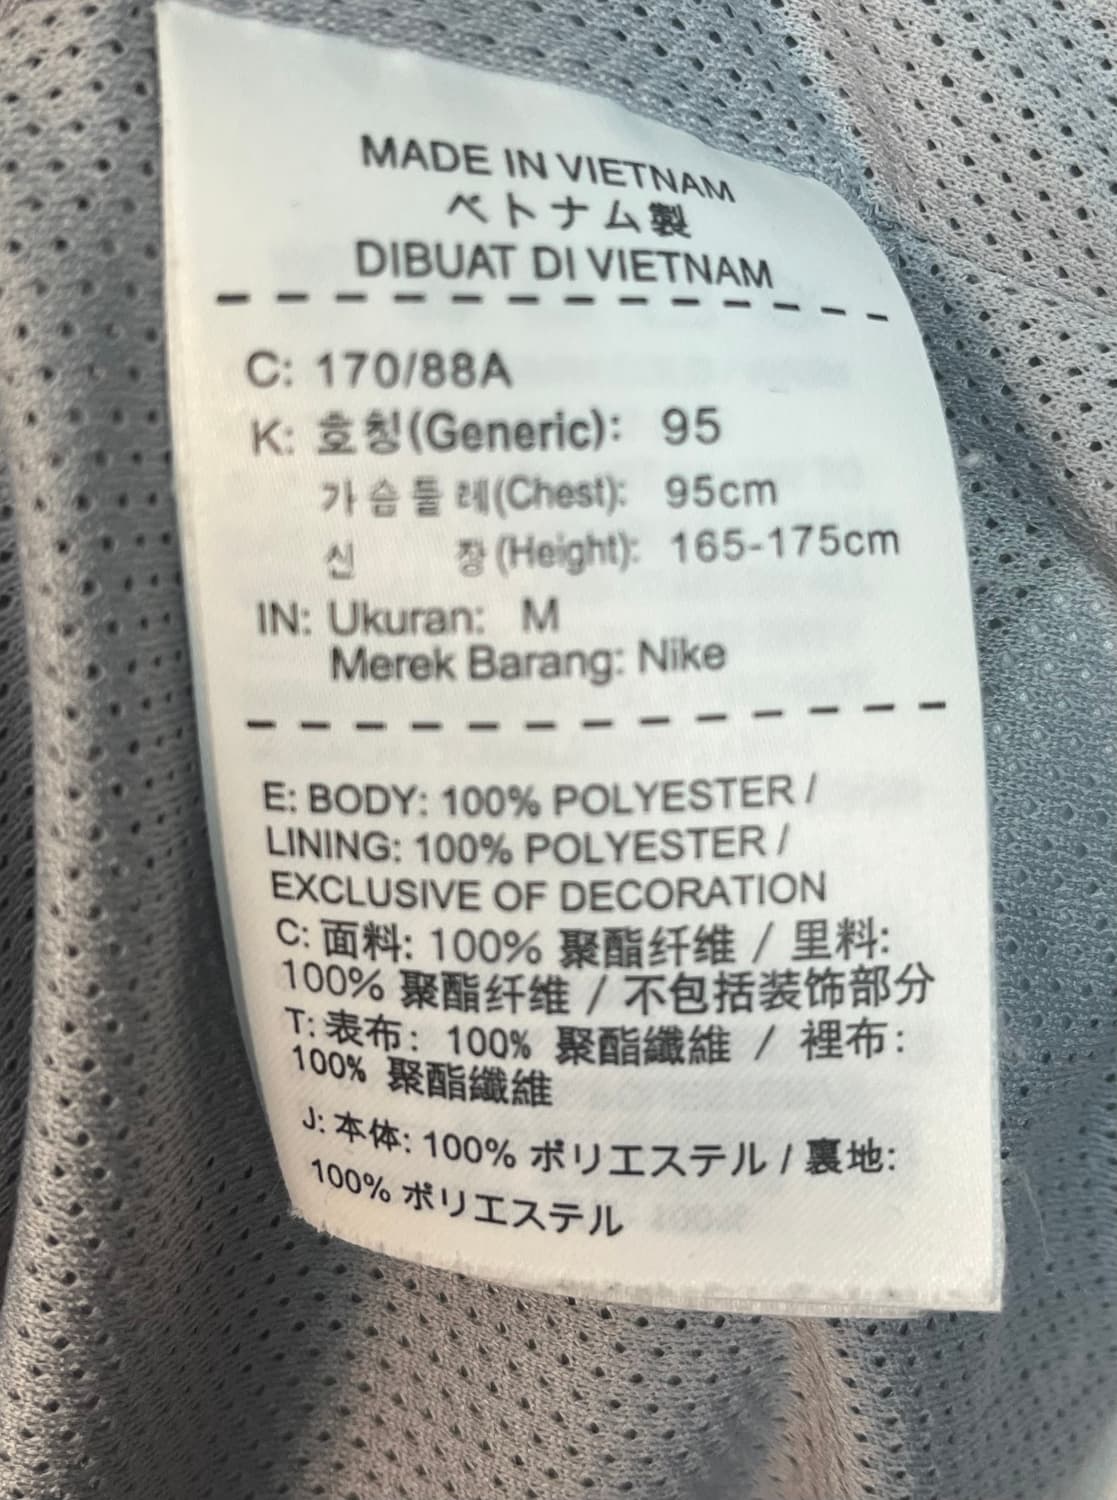 MADE IN VIETNAM
ベトナム製
DIBUAT DI VIETNAM
C: 170/88A
K: 호칭(Generic): 95
가슴둘레(Chest): 95cm
신 장(Height): 165-175cm
IN: Ukuran: M
Merek Barang: Nike
E: BODY: 100% POLYESTER /
LINING: 100% POLYESTER /
EXCLUSIVE OF DECORATION
C: 面料: 100% 聚酯纤维 / 里料:
100% 聚酯纤维 / 不包括装饰部分
T: 表布: 100% 聚酯纖維 / 裡布:
100% 聚酯纖維
J: 本体: 100% ポリエステル / 裏地:
100% ポリエステル